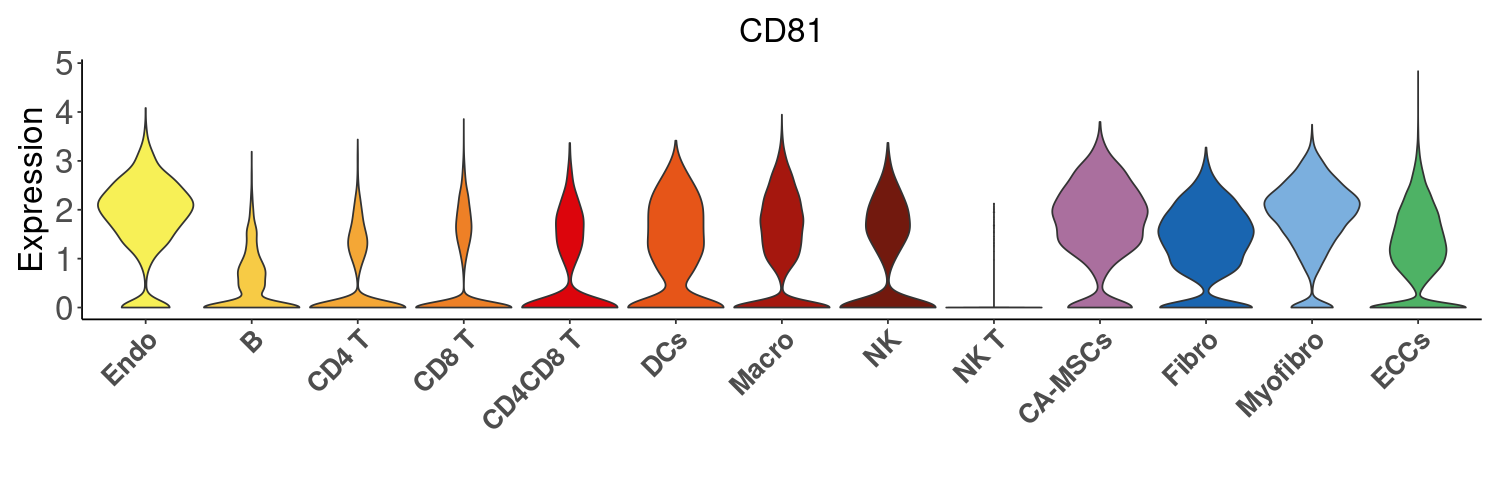 CD81
5
4
3
2
1
0
Expression
Endo
B
CD4 T
CD8 T
CD4CD8 T
DCs
Macro
NK
NK T
CA-MSCs
Fibro
Myofibro
ECCs